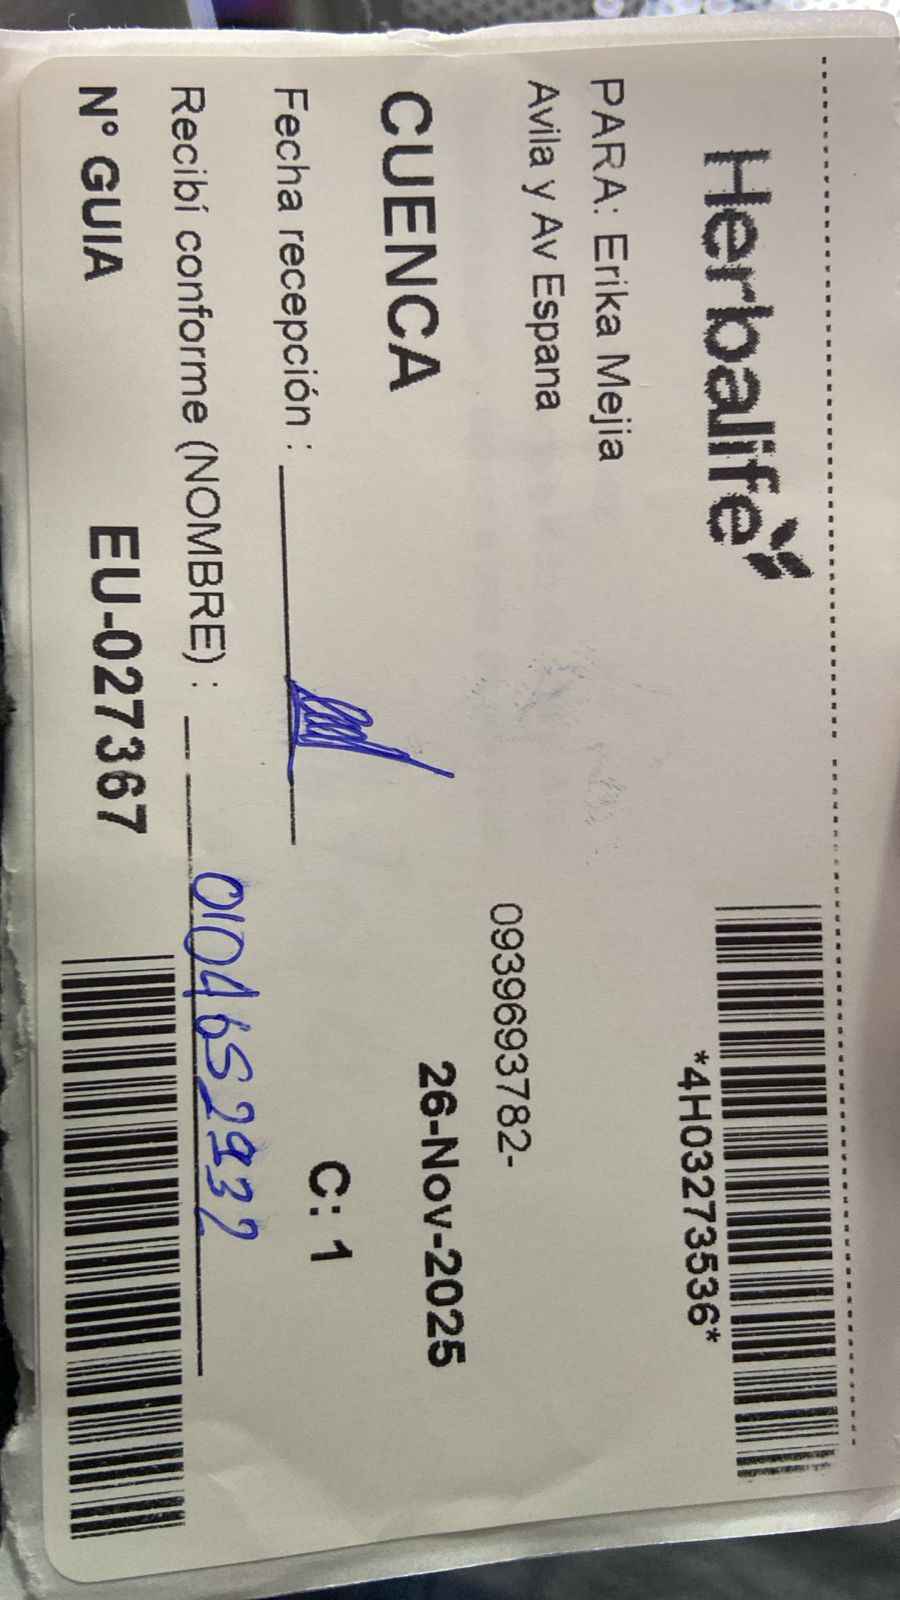 Herbalife
*4H03273536*
PARA: Erika Mejia
Avila y Av Espana
0939693782-
CUENCA
26-Nov-2025
Fecha recepción :
C: 1
Recibí conforme (NOMBRE) :
0104652932
N° GUIA
EU-027367